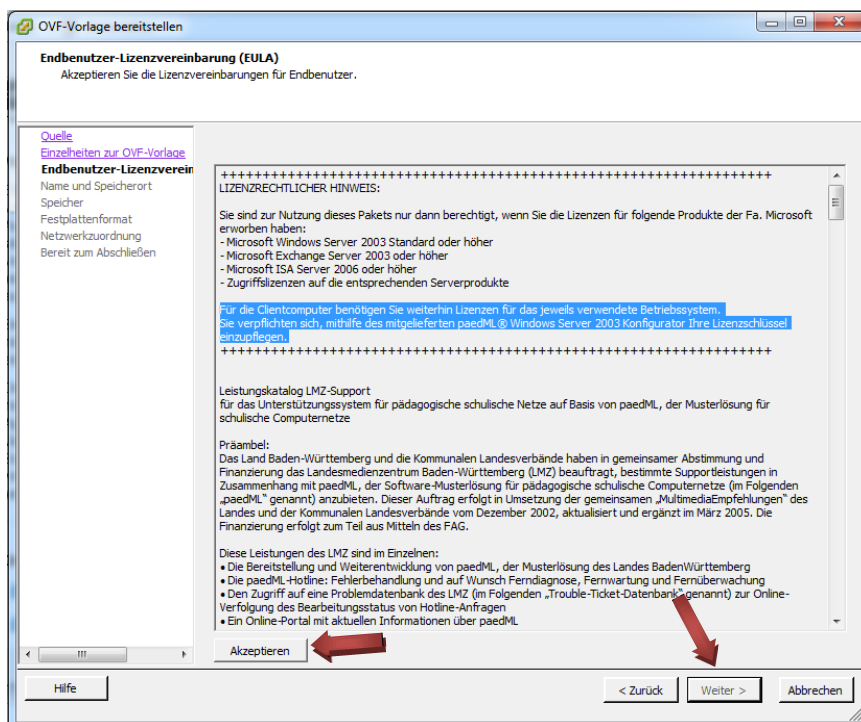 OVF-Vorlage bereitstellen
Endbenutzer-Lizenzvereinbarung (EULA)
Akzeptieren Sie die Lizenzvereinbarungen für Endbenutzer.
Quelle
Einzelheiten zur OVF-Vorlage
Endbenutzer-Lizenzverein
Name und Speicherort
Speicher
Festplattenformat
Netzwerkzuordnung
Bereit zum Abschließen
++++++++++++++++++++++++++++++++++++++++++++++++++++++++++++++++++
LIZENZRECHTLICHER HINWEIS:
Sie sind zur Nutzung dieses Pakets nur dann berechtigt, wenn Sie die Lizenzen für folgende Produkte der Fa. Microsoft
erworben haben:
- Microsoft Windows Server 2003 Standard oder höher
- Microsoft Exchange Server 2003 oder höher
- Microsoft ISA Server 2006 oder höher
- Zugriffslizenzen auf die entsprechenden Serverprodukte
Für die Clientcomputer benötigen Sie weiterhin Lizenzen für das jeweils verwendete Betriebssystem.
Sie verpflichten sich, mithilfe des mitgelieferten paedML® Windows Server 2003 Konfigurator Ihre Lizenzschlüssel
einzupflegen.
++++++++++++++++++++++++++++++++++++++++++++++++++++++++++++++++++
Leistungskatalog LMZ-Support
für das Unterstützungssystem für pädagogische schulische Netze auf Basis von paedML, der Musterlösung für
schulische Computernetze
Präambel:
Das Land Baden-Württemberg und die Kommunalen Landesverbände haben in gemeinsamer Abstimmung und
Finanzierung das Landesmedienzentrum Baden-Württemberg (LMZ) beauftragt, bestimmte Supportleistungen in
Zusammenhang mit paedML, der Software-Musterlösung für pädagogische schulische Computernetze (im Folgenden
„paedML" genannt) anzubieten. Dieser Auftrag erfolgt in Umsetzung der gemeinsamen „MultimediaEmpfehlungen" des
Landes und der Kommunalen Landesverbände vom Dezember 2002, aktualisiert und ergänzt im März 2005. Die
Finanzierung erfolgt zum Teil aus Mitteln des FAG.
Diese Leistungen des LMZ sind im Einzelnen:
• Die Bereitstellung und Weiterentwicklung von paedML, der Musterlösung des Landes BadenWürttemberg
• Die paedML-Hotline: Fehlerbehandlung und auf Wunsch Ferndiagnose, Fernwartung und Fernüberwachung
• Den Zugriff auf eine Problemdatenbank des LMZ (im Folgenden „Trouble-Ticket-Datenbank" genannt) zur Online-
Verfolgung des Bearbeitungsstatus von Hotline-Anfragen
• Ein Online-Portal mit aktuellen Informationen über paedML
Akzeptieren
Hilfe
< Zurück
Weiter >
Abbrechen